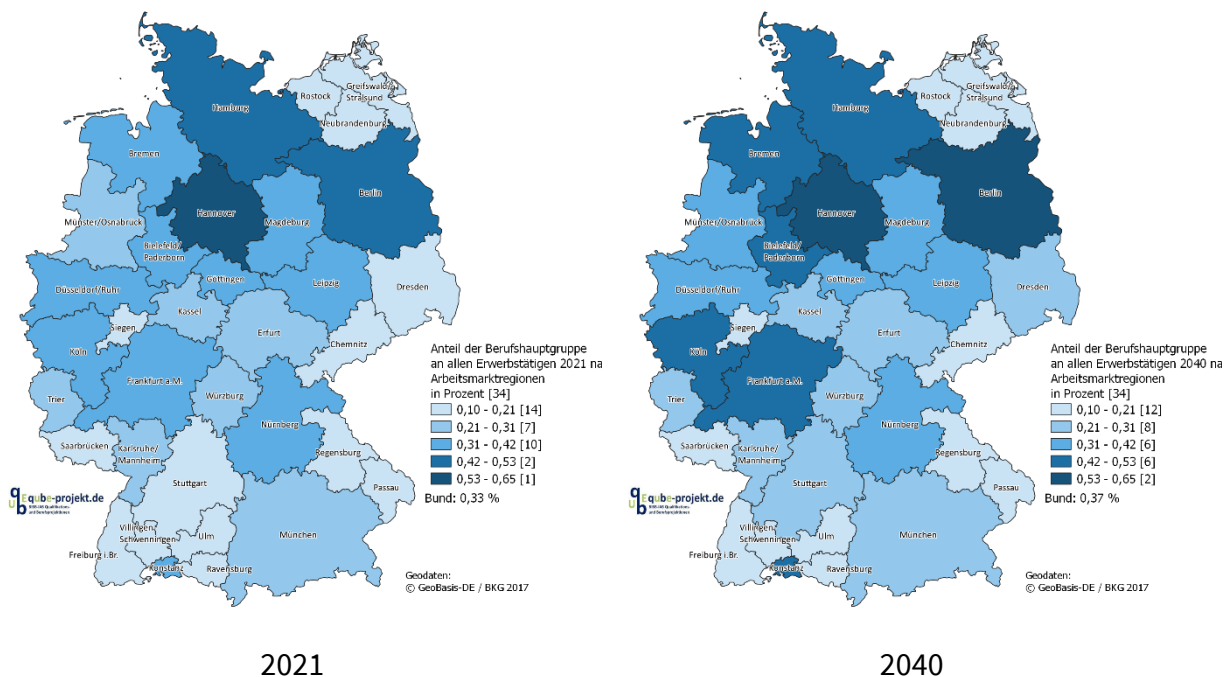 Hamburg
Rostock
Greifswald/
Stralsund
Neubrandenburg
Bremen
Berlin
Hannover
Münster/Osnabrück
Magdeburg
Bielefeld/
Paderborn
Göttingen
Leipzig
Düsseldorf/Ruhr
Dresden
Kassel
Siegen
Erfurt
Chemnitz
Köln
Frankfurt a.M.
Trier
Würzburg
Nürnberg
Saarbrücken
Karlsruhe/
Mannheim
Regensburg
Stuttgart
Passau
Villingen-
Schwenningen
Ulm
München
Freiburg i.Br.
Konstanz
Ravensburg
Anteil der Berufshauptgruppe
an allen Erwerbstätigen 2021 na
Arbeitsmarktregionen
in Prozent [34]
0,10 - 0,21 [14]
0,21 - 0,31 [7]
0,31 - 0,42 [10]
0,42 - 0,53 [2]
0,53 - 0,65 [1]
Bund: 0,33 %
qube-projekt.de
Geodaten:
© GeoBasis-DE / BKG 2017
2021
Hamburg
Rostock
Greifswald/
Stralsund
Neubrandenburg
Bremen
Berlin
Hannover
Münster/Osnabrück
Magdeburg
Bielefeld/
Paderborn
Göttingen
Leipzig
Düsseldorf/Ruhr
Dresden
Kassel
Siegen
Erfurt
Chemnitz
Köln
Frankfurt a.M.
Trier
Würzburg
Nürnberg
Saarbrücken
Karlsruhe/
Mannheim
Regensburg
Stuttgart
Passau
Villingen-
Schwenningen
Ulm
München
Freiburg i.Br.
Konstanz
Ravensburg
Anteil der Berufshauptgruppe
an allen Erwerbstätigen 2040 na
Arbeitsmarktregionen
in Prozent [34]
0,10 - 0,21 [12]
0,21 - 0,31 [8]
0,31 - 0,42 [6]
0,42 - 0,53 [6]
0,53 - 0,65 [2]
Bund: 0,37 %
qube-projekt.de
Geodaten:
© GeoBasis-DE / BKG 2017
2040